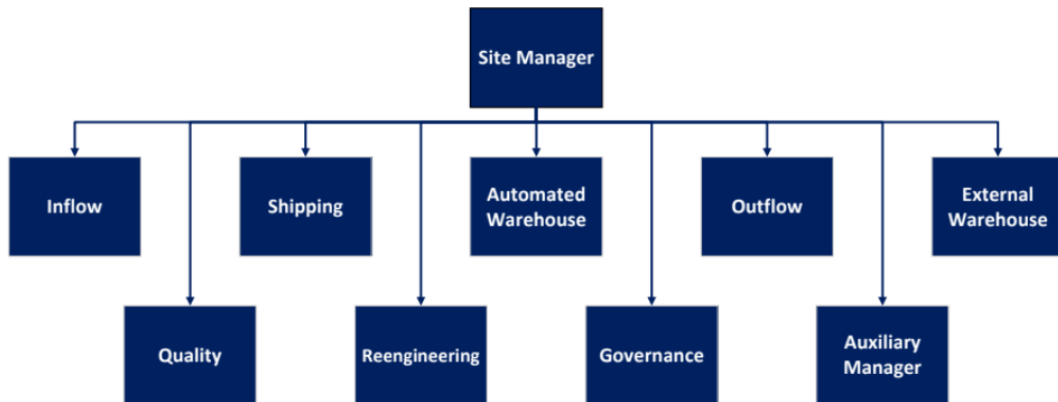 Site Manager
Inflow
Shipping
Automated
Warehouse
Outflow
External
Warehouse
Quality
Reengineering
Governance
Auxiliary
Manager